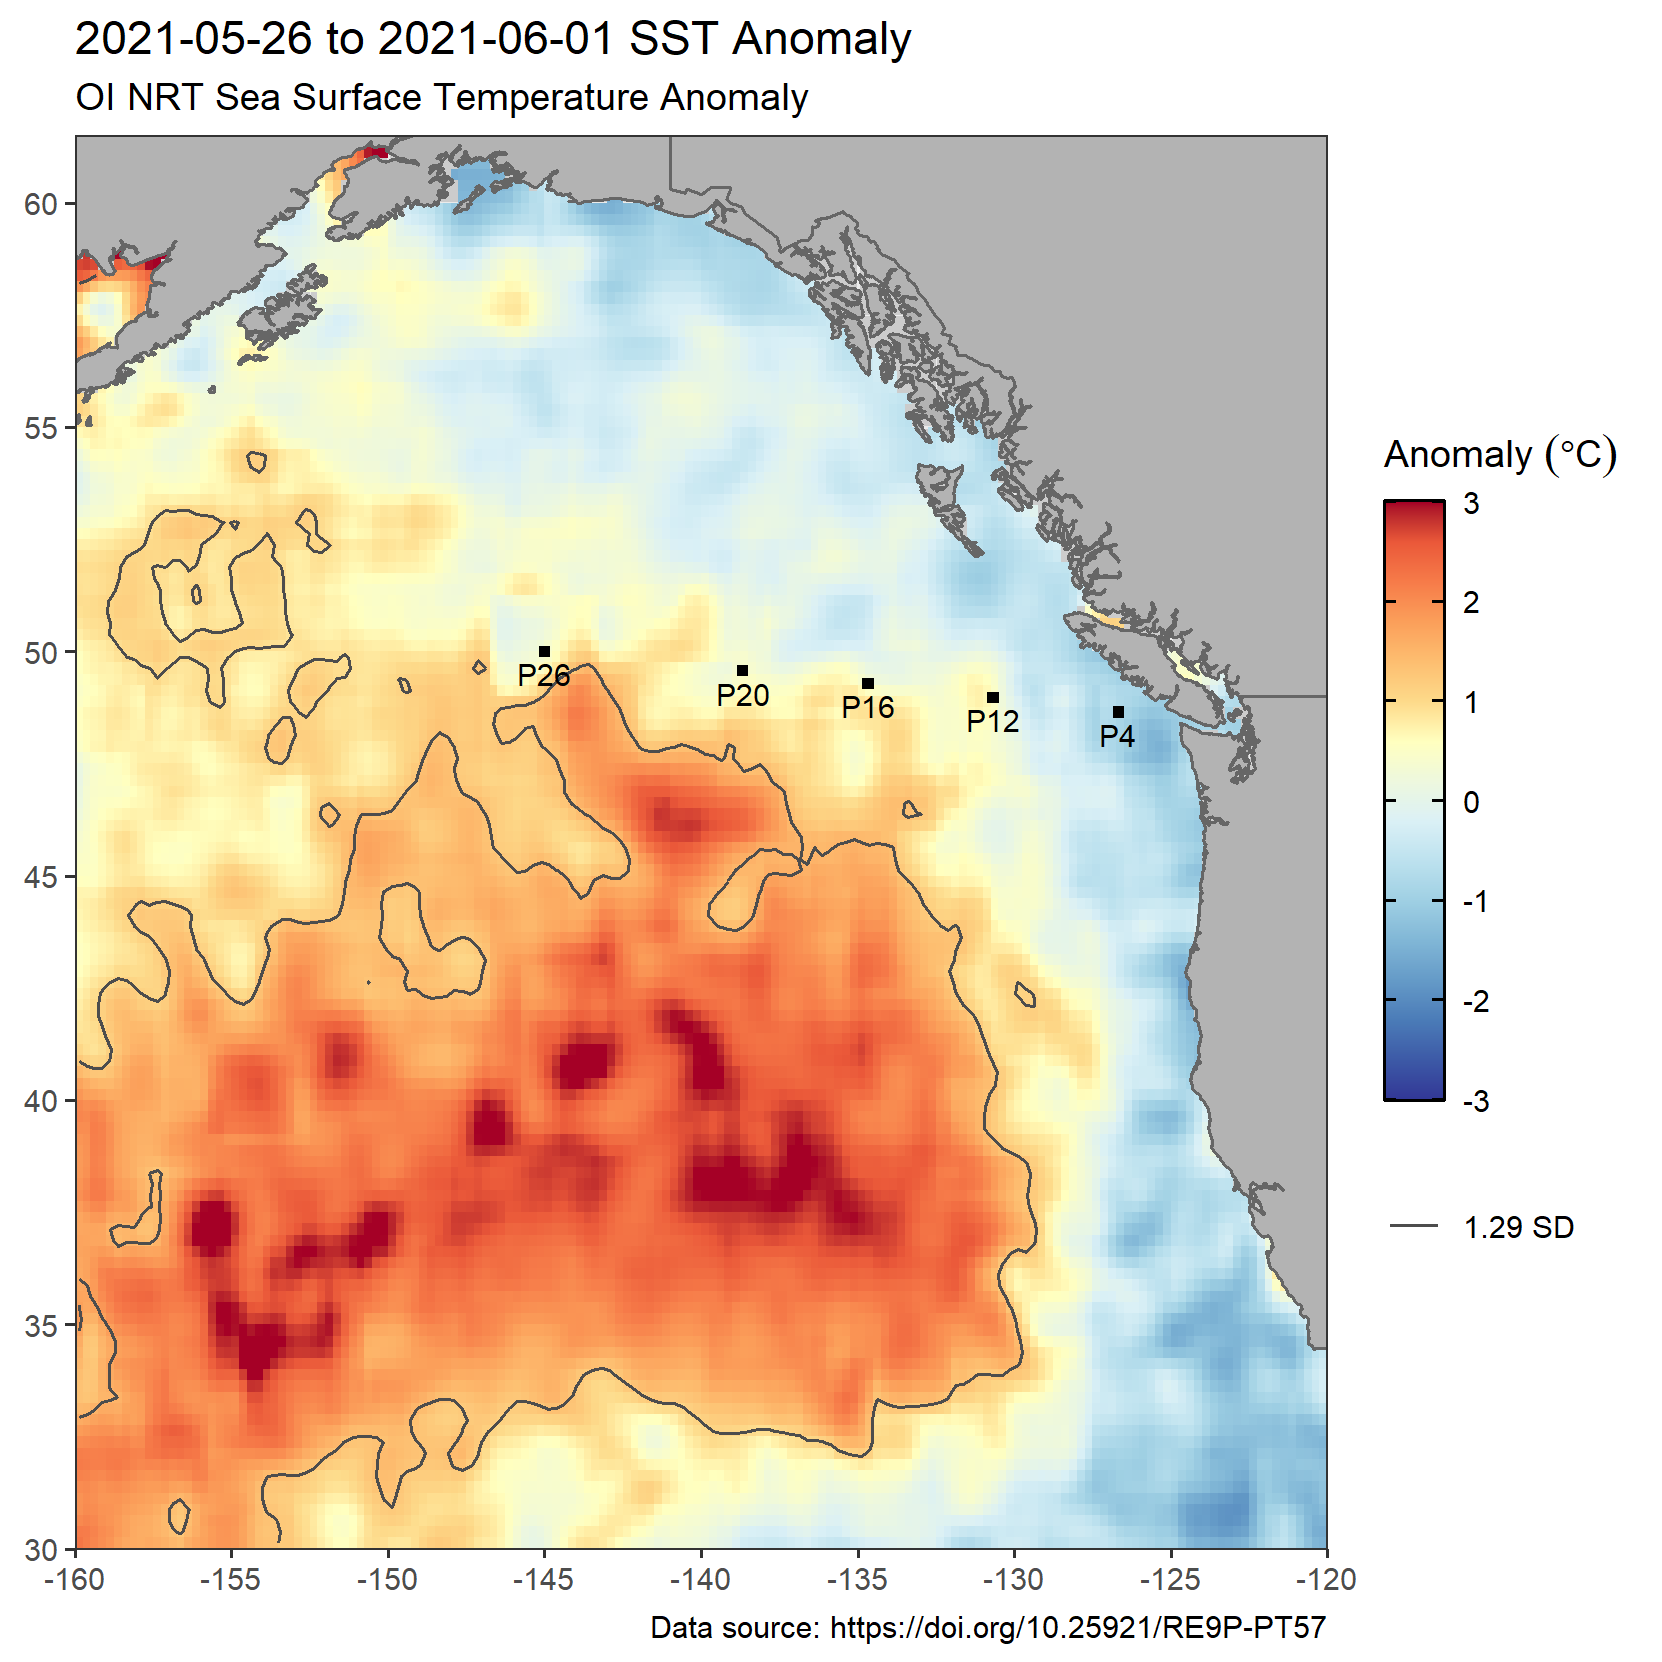 2021-05-26 to 2021-06-01 SST Anomaly
OI NRT Sea Surface Temperature Anomaly
60
55
50
45
40
35
30
-160
-155
-150
-145
-140
-135
-130
-125
-120
P26
P20
P16
P12
P4
Anomaly (°C)
3
2
1
0
-1
-2
-3
1.29 SD
Data source: https://doi.org/10.25921/RE9P-PT57